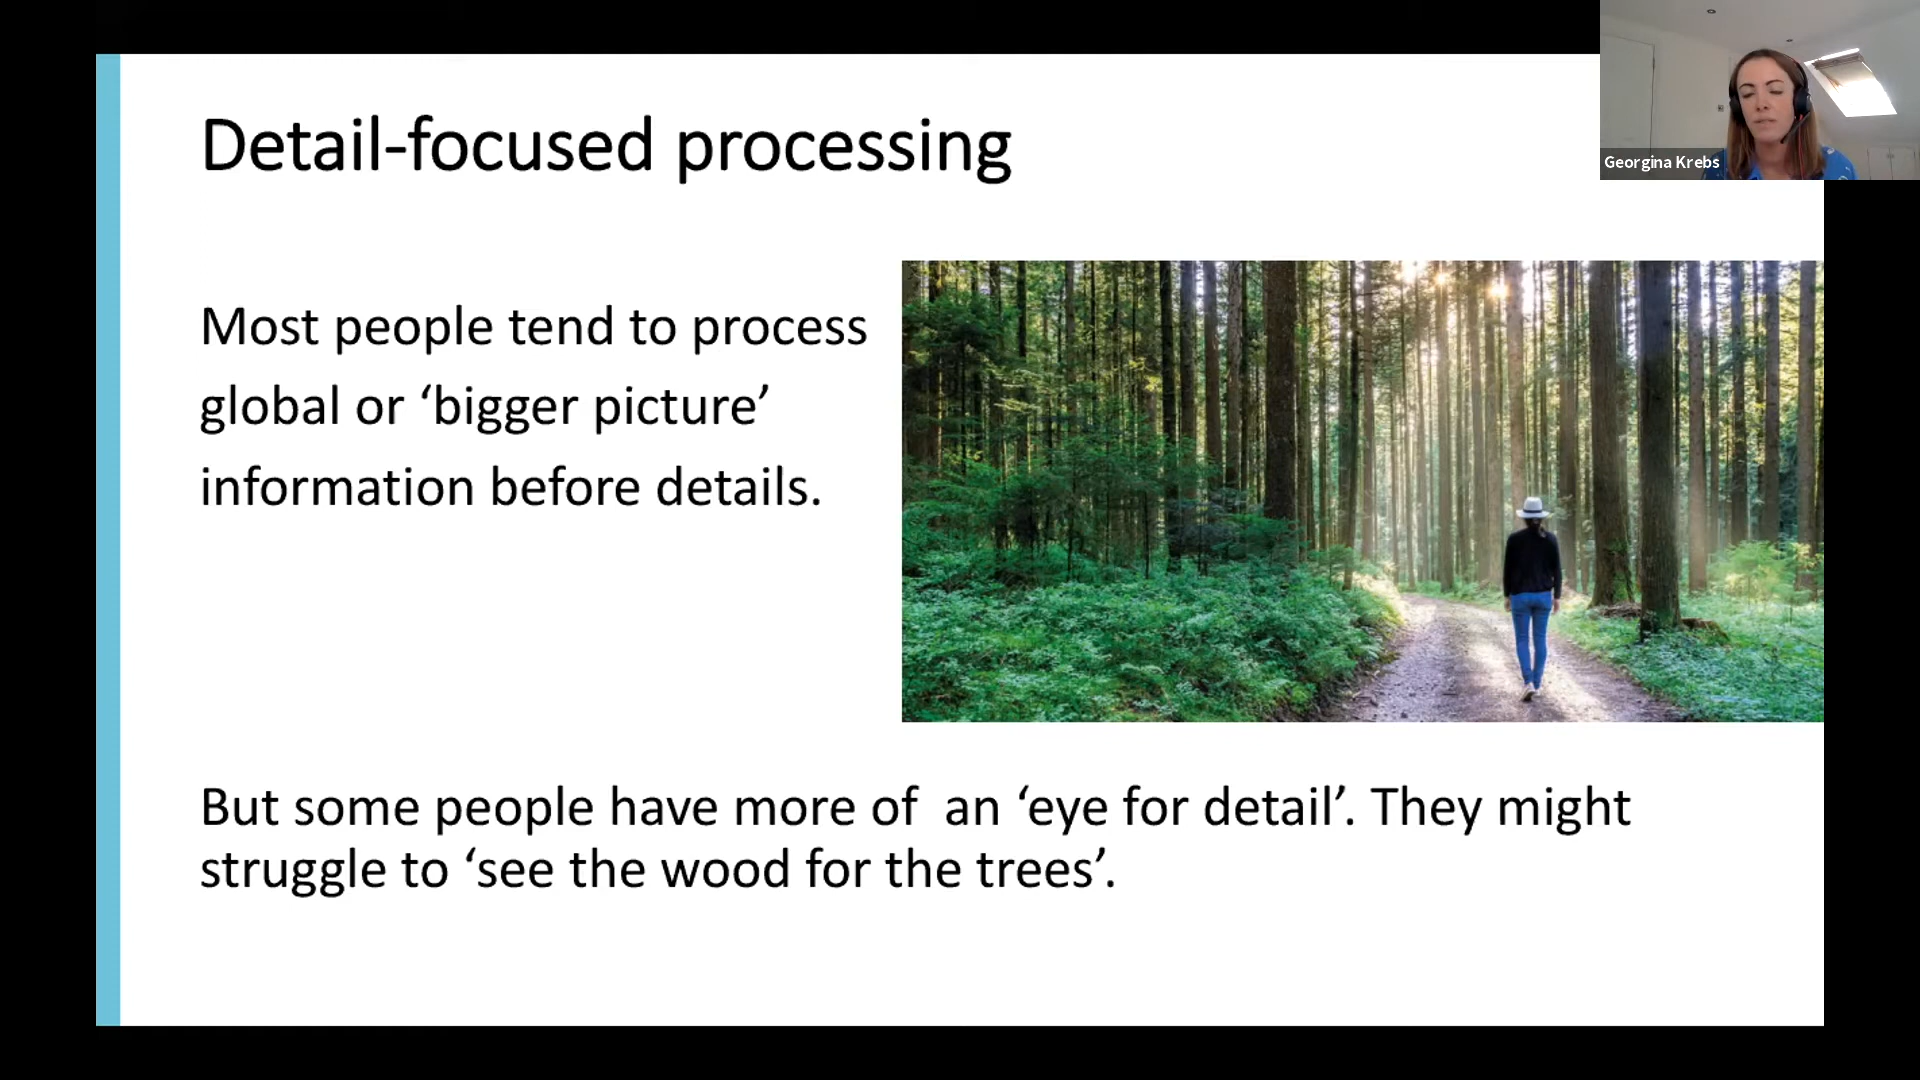 Detail-focused processing
Georgina Krebs
Most people tend to process
global or ‘bigger picture’
information before details.
But some people have more of  an ‘eye for detail’. They might
struggle to ‘see the wood for the trees’.